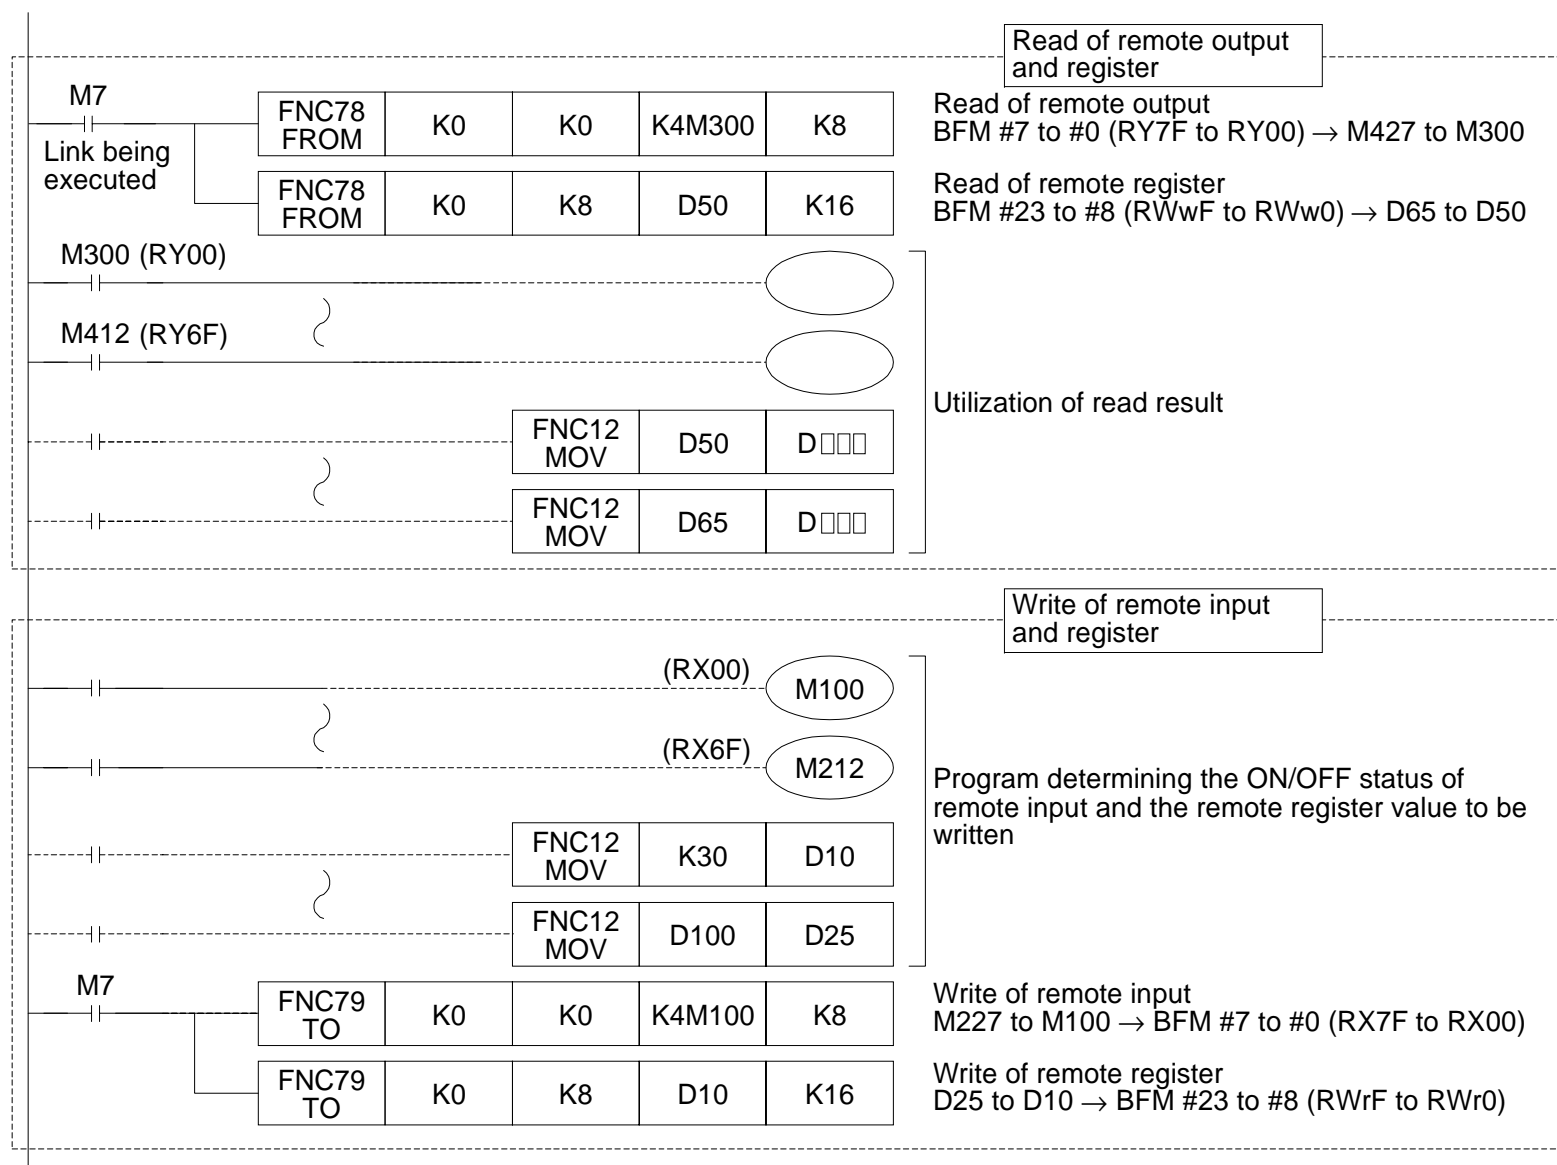 Read of remote output
and register
M7
Link being
executed
FNC78
FROM
K0
K0
K4M300
K8
Read of remote output
BFM #7 to #0 (RY7F to RY00) → M427 to M300
FNC78
FROM
K0
K8
D50
K16
Read of remote register
BFM #23 to #8 (RWwF to RWw0) → D65 to D50
M300 (RY00)
M412 (RY6F)
Utilization of read result
FNC12
MOV
D50
D□□□
FNC12
MOV
D65
D□□□
Write of remote input
and register
(RX00)
M100
(RX6F)
M212
Program determining the ON/OFF status of
remote input and the remote register value to be
written
FNC12
MOV
K30
D10
FNC12
MOV
D100
D25
M7
FNC79
TO
K0
K0
K4M100
K8
Write of remote input
M227 to M100 → BFM #7 to #0 (RX7F to RX00)
FNC79
TO
K0
K8
D10
K16
Write of remote register
D25 to D10 → BFM #23 to #8 (RWrF to RWr0)